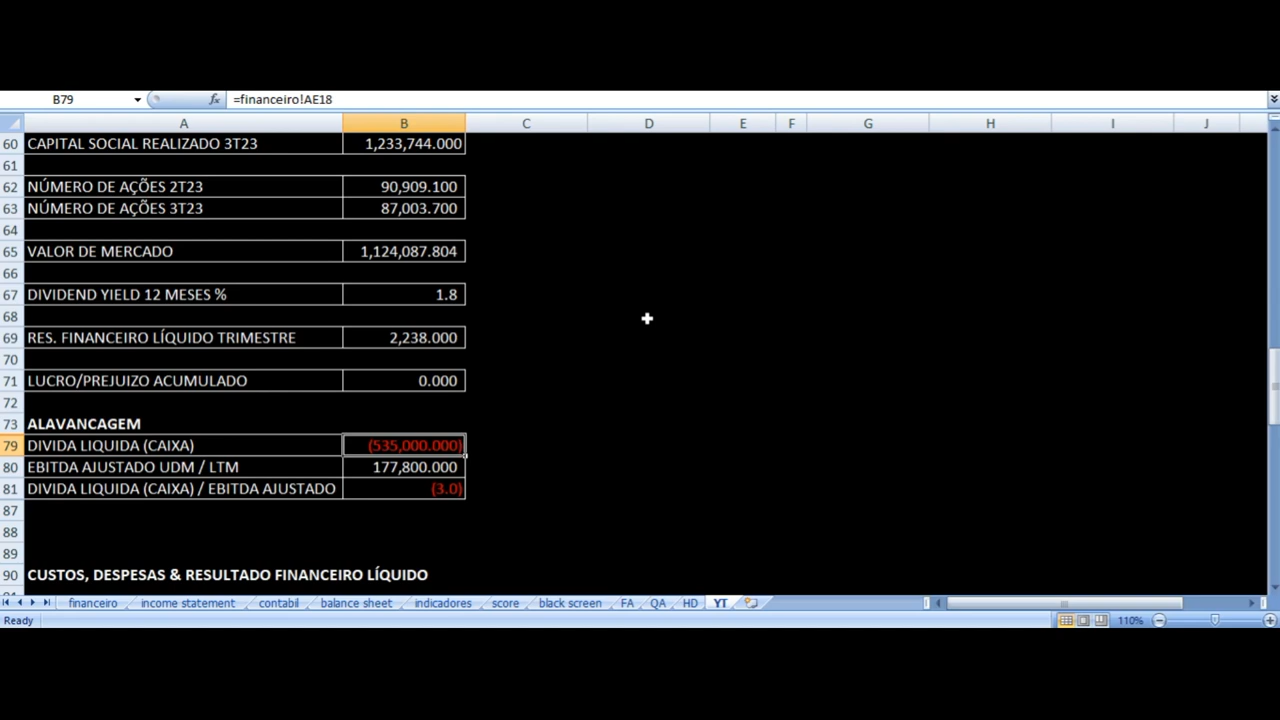 B79 fx =financeiro!AE18
A B C D E F G H I J
60 CAPITAL SOCIAL REALIZADO 3T23 1,233,744.000
61
62 NÚMERO DE AÇÕES 2T23 90,909.100
63 NÚMERO DE AÇÕES 3T23 87,003.700
64
65 VALOR DE MERCADO 1,124,087.804
66
67 DIVIDEND YIELD 12 MESES % 1.8
68
69 RES. FINANCEIRO LÍQUIDO TRIMESTRE 2,238.000
70
71 LUCRO/PREJUIZO ACUMULADO 0.000
72
73 ALAVANCAGEM
79 DIVIDA LIQUIDA (CAIXA) (535,000.000)
80 EBITDA AJUSTADO UDM / LTM 177,800.000
81 DIVIDA LIQUIDA (CAIXA) / EBITDA AJUSTADO (3.0)
87
88
89
90 CUSTOS, DESPESAS & RESULTADO FINANCEIRO LÍQUIDO
financeiro income statement contabil balance sheet indicadores score black screen FA QA HD YT
Ready 110%